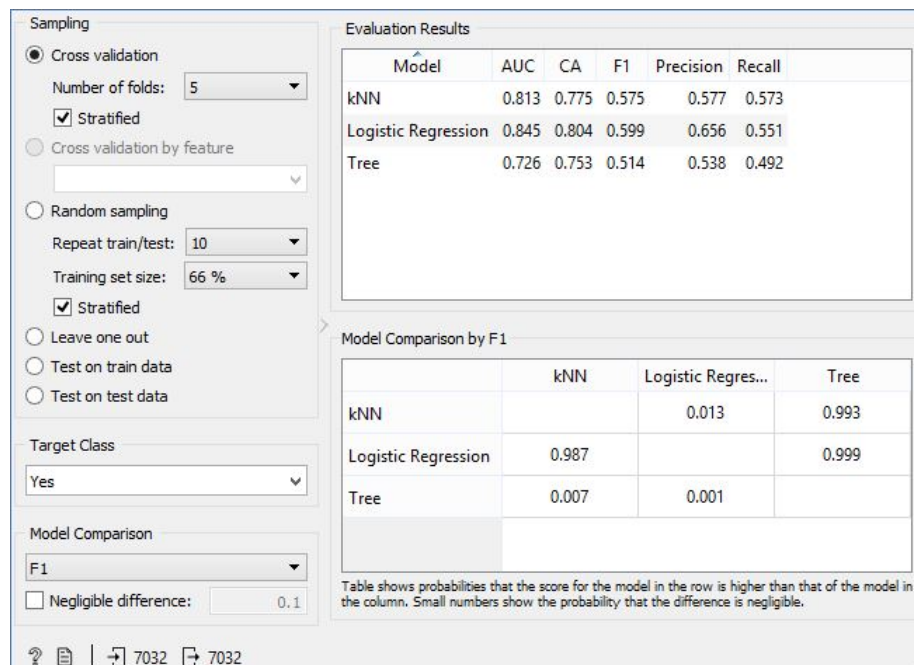 Sampling
Cross validation
Number of folds: 5
Stratified
Cross validation by feature
Random sampling
Repeat train/test: 10
Training set size: 66 %
Stratified
Leave one out
Test on train data
Test on test data
Target Class
Yes
Model Comparison
F1
Negligible difference: 0.1
? 7032 7032
Evaluation Results
Model AUC CA F1 Precision Recall
kNN 0.813 0.775 0.575 0.577 0.573
Logistic Regression 0.845 0.804 0.599 0.656 0.551
Tree 0.726 0.753 0.514 0.538 0.492
Model Comparison by F1
kNN Logistic Regres... Tree
kNN 0.013 0.993
Logistic Regression 0.987 0.999
Tree 0.007 0.001
Table shows probabilities that the score for the model in the row is higher than that of the model in
the column. Small numbers show the probability that the difference is negligible.